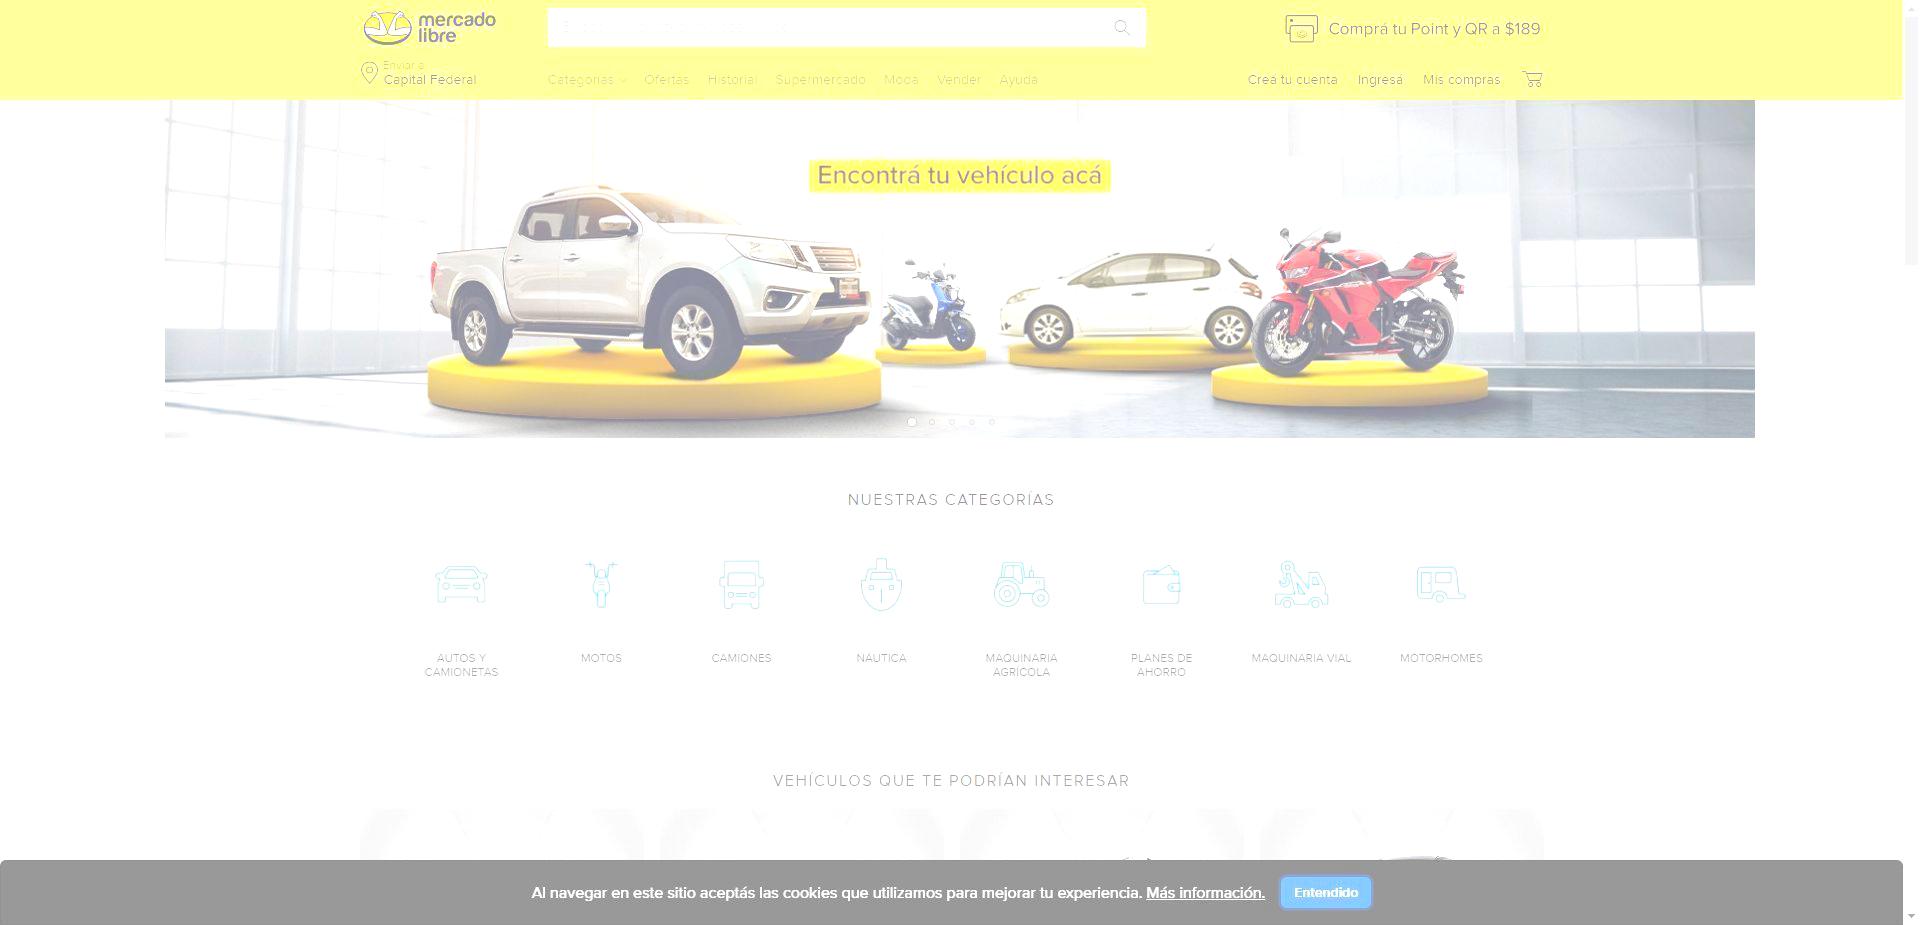 mercado
libre
Comprá tu Point y QR a $189
Enviar a
Capital Federal
Categorías
Ofertas
Historial
Supermercado
Moda
Vender
Ayuda
Creá tu cuenta
Ingresá
Mis compras
Encontrá tu vehículo acá
NUESTRAS CATEGORÍAS
AUTOS Y
CAMIONETAS
MOTOS
CAMIONES
NAUTICA
MAQUINARIA
AGRÍCOLA
PLANES DE
AHORRO
MAQUINARIA VIAL
MOTORHOMES
VEHÍCULOS QUE TE PODRÍAN INTERESAR
Al navegar en este sitio aceptás las cookies que utilizamos para mejorar tu experiencia. Más información.
Entendido